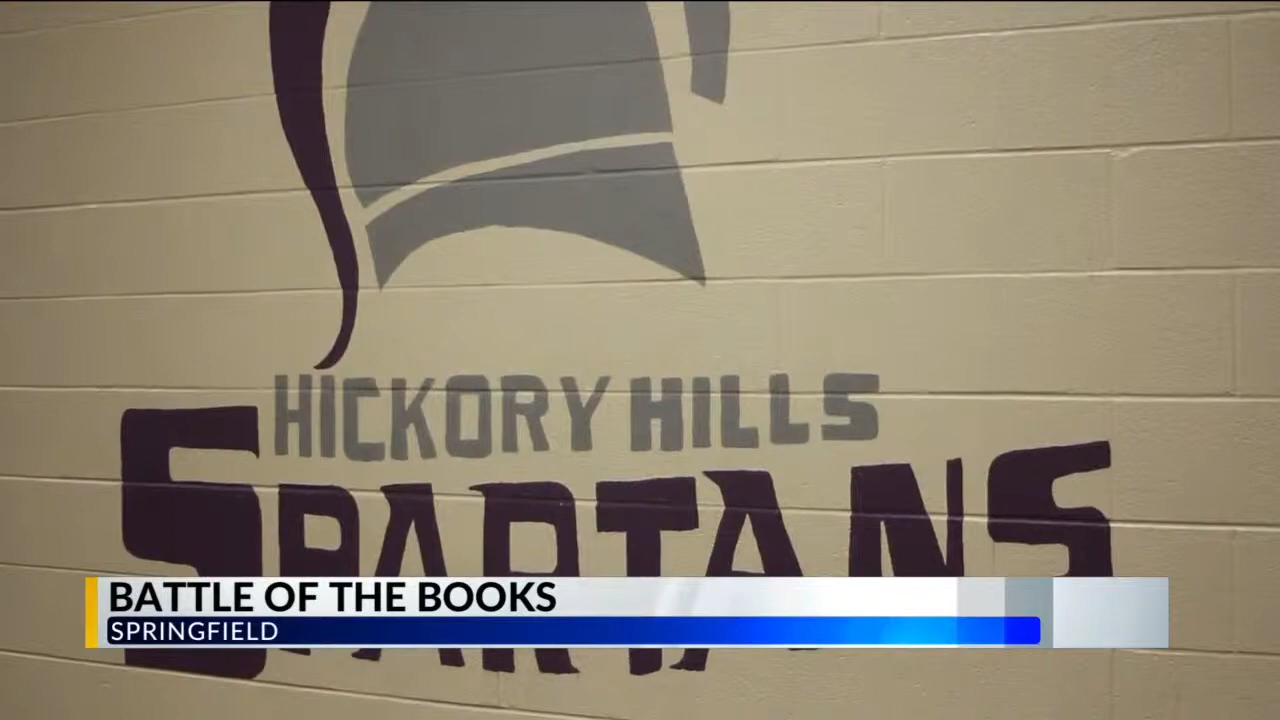 HICKORY HILLS
SPARTANS
BATTLE OF THE BOOKS
SPRINGFIELD